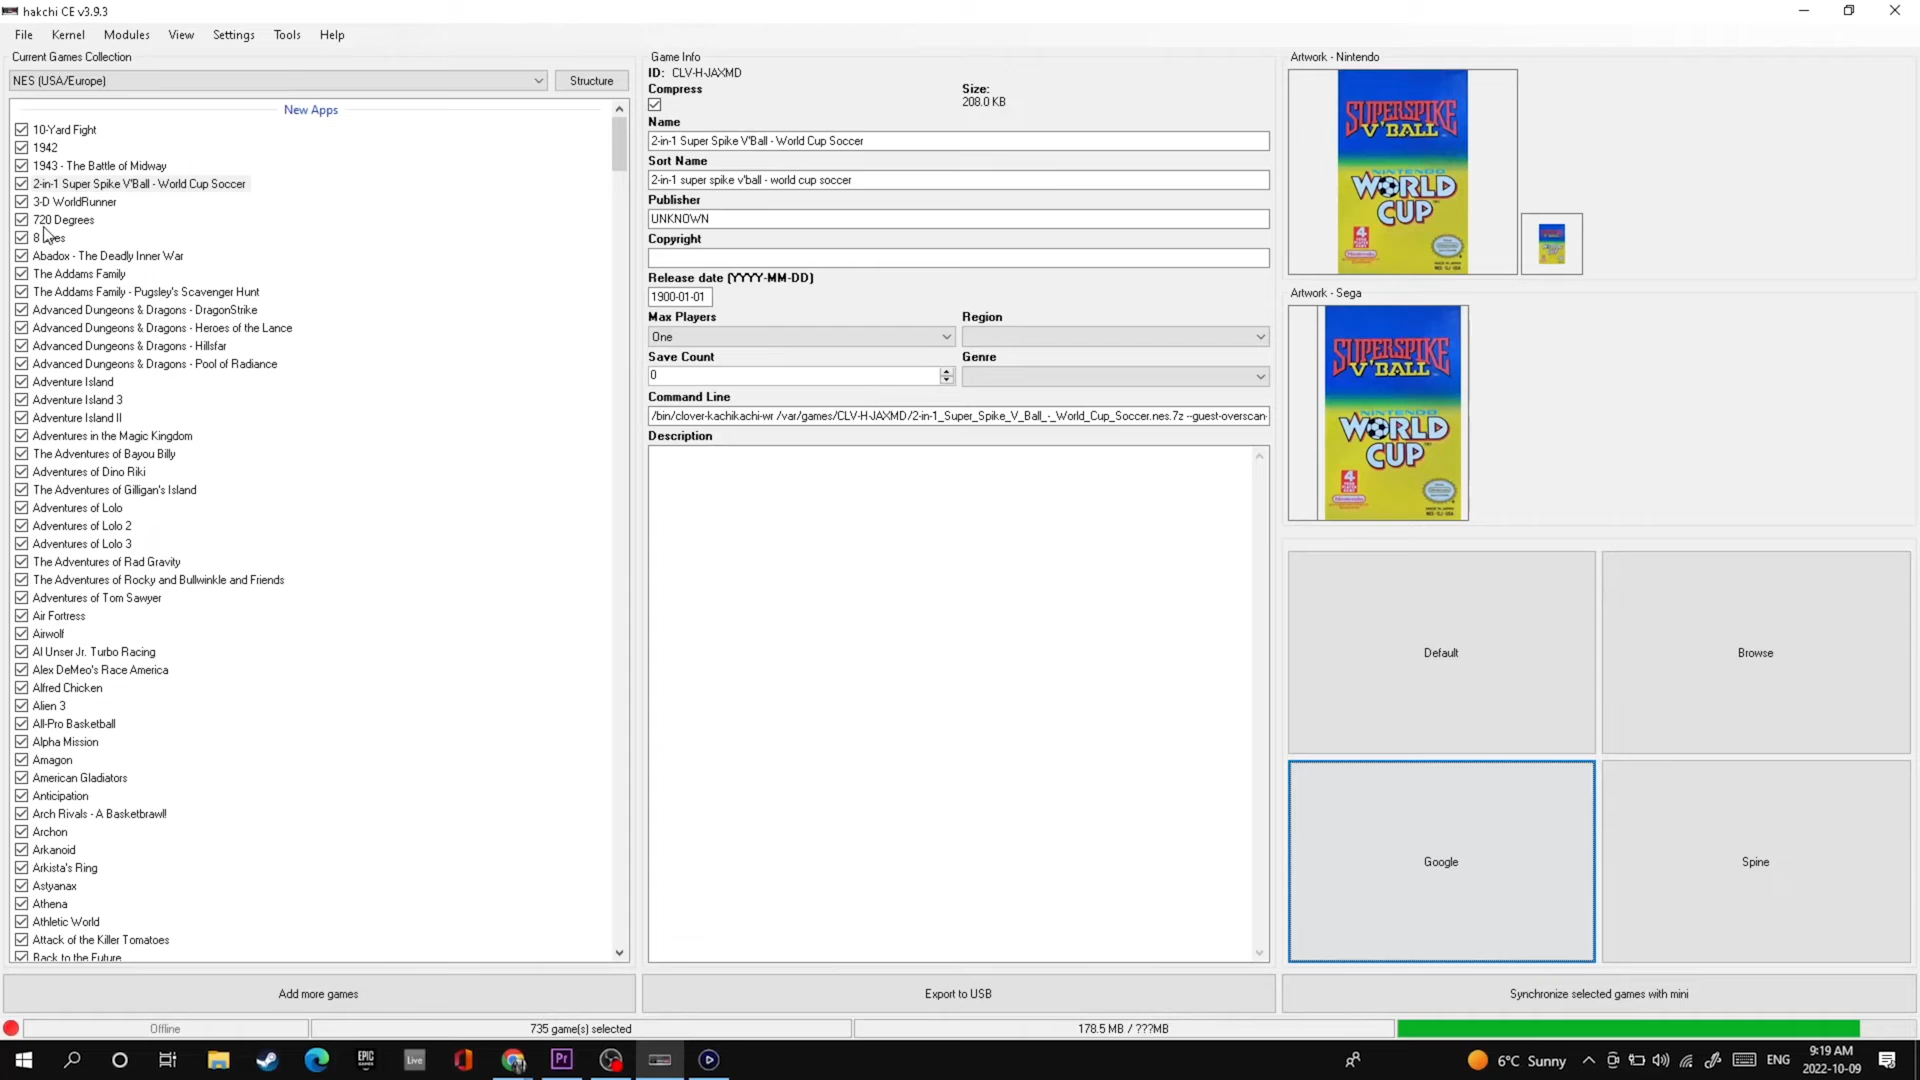 hakchi CE v3.9.3
File Kernel Modules View Settings Tools Help
Current Games Collection
NES (USA/Europe)
Structure
New Apps
10-Yard Fight
1942
1943 - The Battle of Midway
2-in-1 Super Spike V'Ball - World Cup Soccer
3-D WorldRunner
720 Degrees
8
Abadox - The Deadly Inner War
The Addams Family
The Addams Family - Pugsley's Scavenger Hunt
Advanced Dungeons & Dragons - DragonStrike
Advanced Dungeons & Dragons - Heroes of the Lance
Advanced Dungeons & Dragons - Hillsfar
Advanced Dungeons & Dragons - Pool of Radiance
Adventure Island
Adventure Island 3
Adventure Island II
Adventures in the Magic Kingdom
The Adventures of Bayou Billy
Adventures of Dino Riki
The Adventures of Gilligan's Island
Adventures of Lolo
Adventures of Lolo 2
Adventures of Lolo 3
The Adventures of Rad Gravity
The Adventures of Rocky and Bullwinkle and Friends
Adventures of Tom Sawyer
Air Fortress
Airwolf
Al Unser Jr. Turbo Racing
Alex DeMeo's Race America
Alfred Chicken
Alien 3
All-Pro Basketball
Alpha Mission
Amagon
American Gladiators
Anticipation
Arch Rivals - A Basketbrawl!
Archon
Arkanoid
Arkista's Ring
Astyanax
Athena
Athletic World
Attack of the Killer Tomatoes
Back to the Future
Add more games
Game Info
ID: CLV-H-JAXMD
Compress
Size:
208.0 KB
Name
2-in-1 Super Spike V'Ball - World Cup Soccer
Sort Name
2-in-1 super spike v'ball - world cup soccer
Publisher
UNKNOWN
Copyright
Release date (YYYY-MM-DD)
1900-01-01
Max Players
One
Region
Save Count
0
Genre
Command Line
/bin/clover-kachikachi-wr /var/games/CLV-H-JAXMD/2-in-1_Super_Spike_V_Ball_-_World_Cup_Soccer.nes.7z --guest-overscan-
Description
Export to USB
Artwork - Nintendo
SUPERSPIKE
V'BALL
NINTENDO
WORLD
CUP
4
Artwork - Sega
SUPERSPIKE
V'BALL
NINTENDO
WORLD
CUP
4
Default
Browse
Google
Spine
Synchronize selected games with mini
Offline
735 game(s) selected
178.5 MB / ???MB
EPIC
GAMES
Live
Pr
6°C Sunny
ENG
9:19 AM
2022-10-09